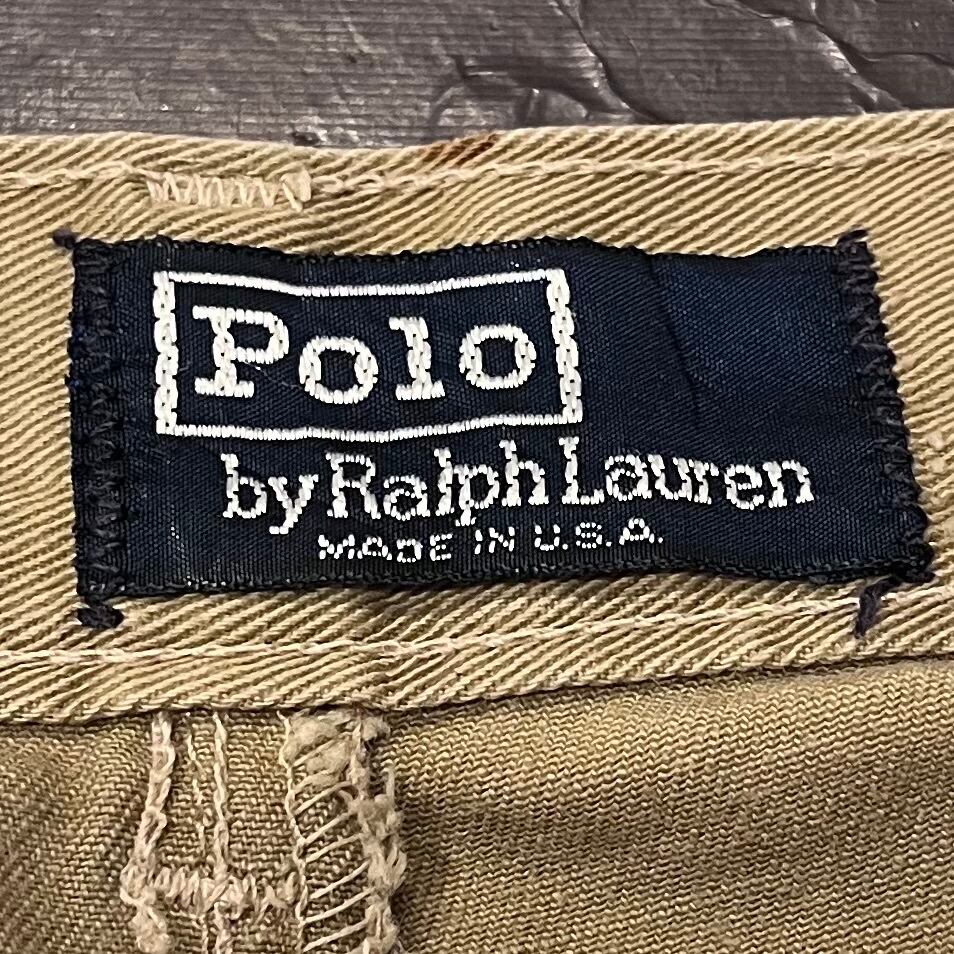 Polo
by Ralph Lauren
MADE IN U.S.A.